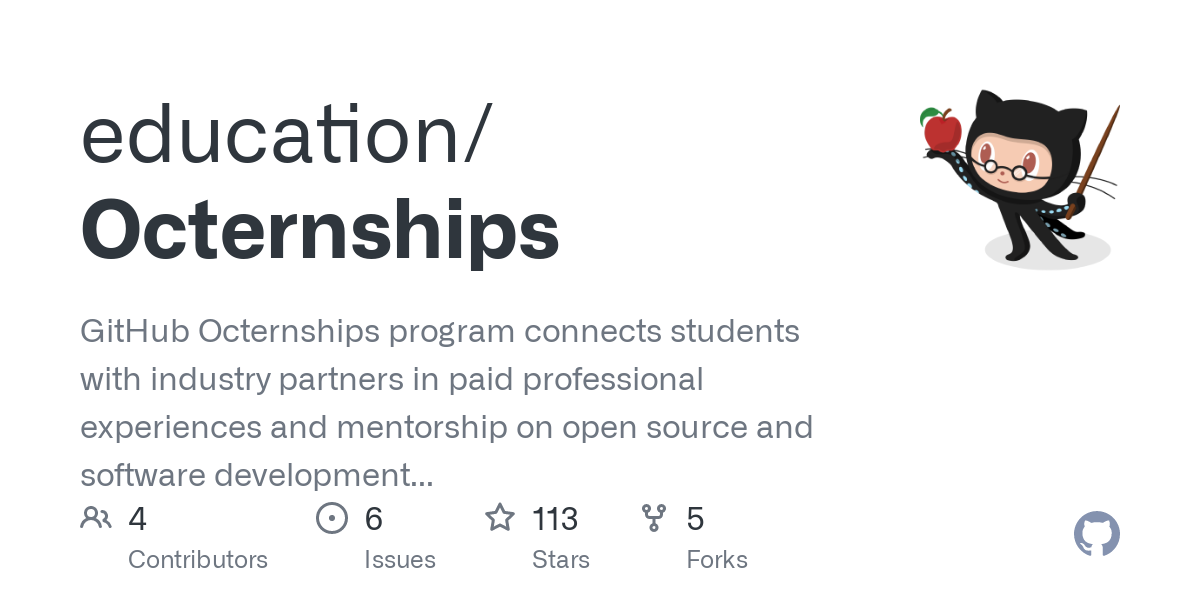 education/
Octernships
GitHub Octernships program connects students
with industry partners in paid professional
experiences and mentorship on open source and
software development...
4 6 113 5
Contributors Issues Stars Forks